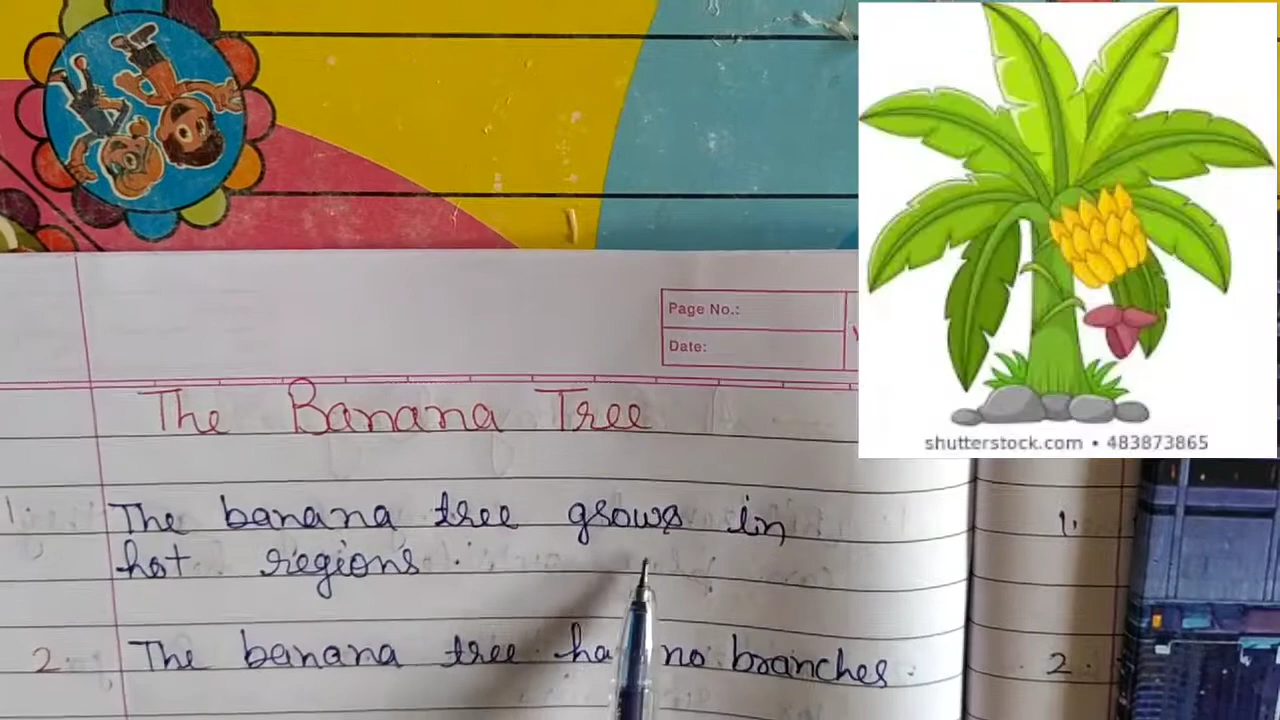 Page No.:
Date:
The Banana Tree
1. The banana tree grows in
hot regions.
2. The banana tree ha no branches.
1.
2.
shutterstock.com • 483873865